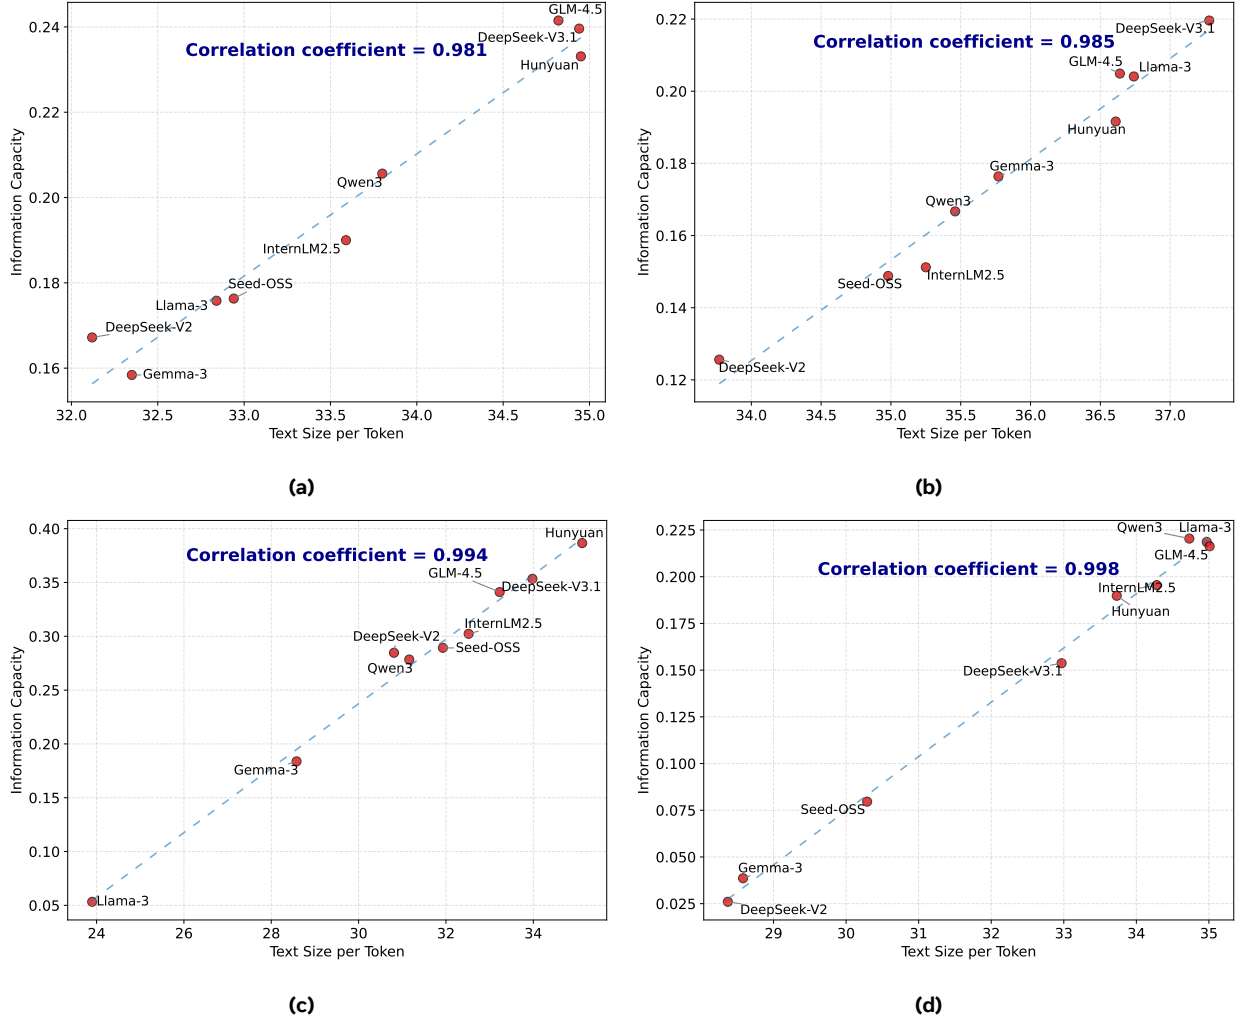 GLM-4.5
0.24
DeepSeek-V3.1
Correlation coefficient = 0.981
Hunyuan
0.22
Information Capacity
0.20
Qwen3
InternLM2.5
0.18
Seed-OSS
Llama-3
DeepSeek-V2
0.16
Gemma-3
32.0 32.5 33.0 33.5 34.0 34.5 35.0
Text Size per Token
(a)
0.22
DeepSeek-V3.1
Correlation coefficient = 0.985
GLM-4.5
Llama-3
0.20
Hunyuan
0.18
Gemma-3
Information Capacity
Qwen3
0.16
InternLM2.5
Seed-OSS
0.14
0.12
DeepSeek-V2
34.0 34.5 35.0 35.5 36.0 36.5 37.0
Text Size per Token
(b)
0.40
Hunyuan
Correlation coefficient = 0.994
GLM-4.5
0.35
DeepSeek-V3.1
InternLM2.5
0.30
DeepSeek-V2
Seed-OSS
Qwen3
0.25
Information Capacity
0.20
Gemma-3
0.15
0.10
0.05
Llama-3
24 26 28 30 32 34
Text Size per Token
(c)
0.225
Qwen3 Llama-3
GLM-4.5
Correlation coefficient = 0.998
0.200
InternLM2.5
Hunyuan
0.175
DeepSeek-V3.1
0.150
Information Capacity
0.125
0.100
0.075
Seed-OSS
0.050
Gemma-3
0.025
DeepSeek-V2
29 30 31 32 33 34 35
Text Size per Token
(d)